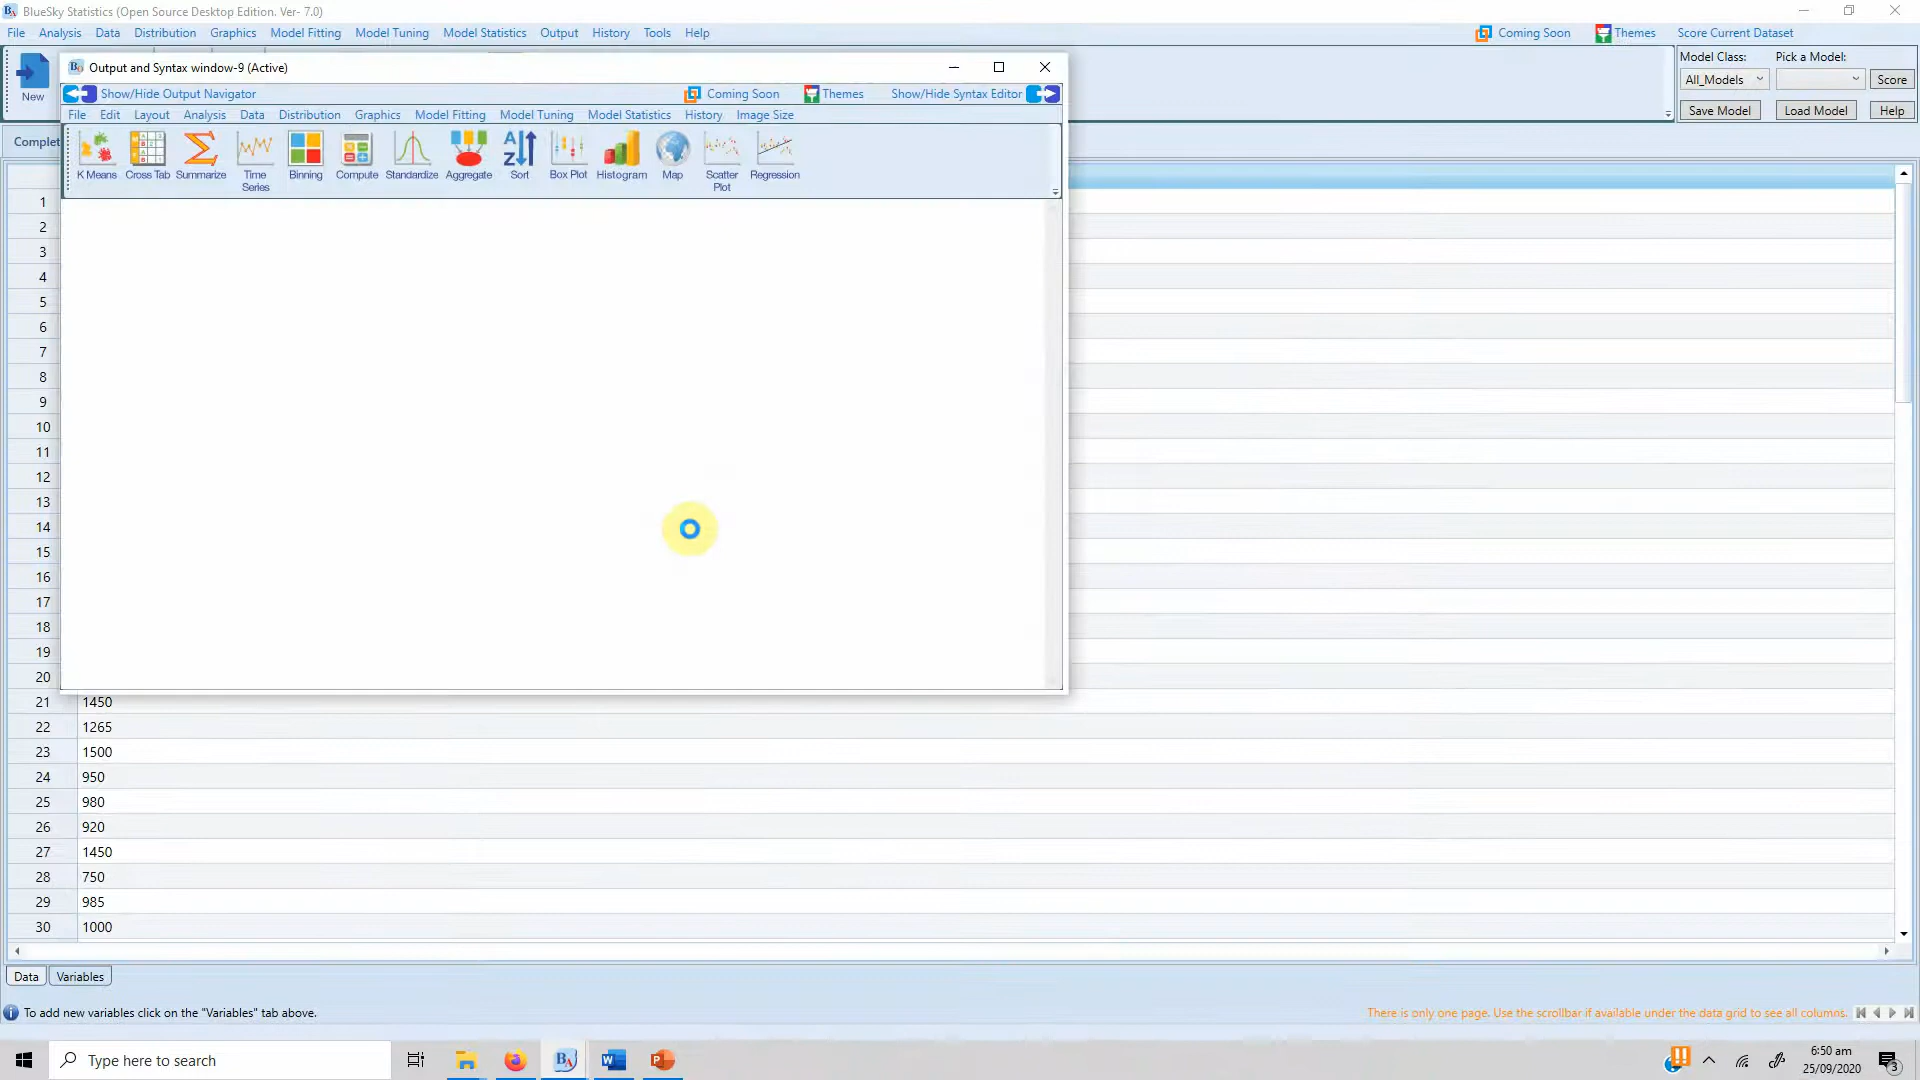 BlueSky Statistics (Open Source Desktop Edition. Ver- 7.0)
File Analysis Data Distribution Graphics Model Fitting Model Tuning Model Statistics Output History Tools Help
Coming Soon Themes Score Current Dataset
New
Model Class: Pick a Model:
All_Models Score
Save Model Load Model Help
Output and Syntax window-9 (Active)
Show/Hide Output Navigator Coming Soon Themes Show/Hide Syntax Editor
File Edit Layout Analysis Data Distribution Graphics Model Fitting Model Tuning Model Statistics History Image Size
K Means Cross Tab Summarize Time Series Binning Compute Standardize Aggregate Sort Box Plot Histogram Map Scatter Plot Regression
Complet
1
2
3
4
5
6
7
8
9
10
11
12
13
14
15
16
17
18
19
20
21 1450
22 1265
23 1500
24 950
25 980
26 920
27 1450
28 750
29 985
30 1000
Data Variables
To add new variables click on the "Variables" tab above.
There is only one page. Use the scrollbar if available under the data grid to see all columns.
Type here to search
6:50 am
25/09/2020
3